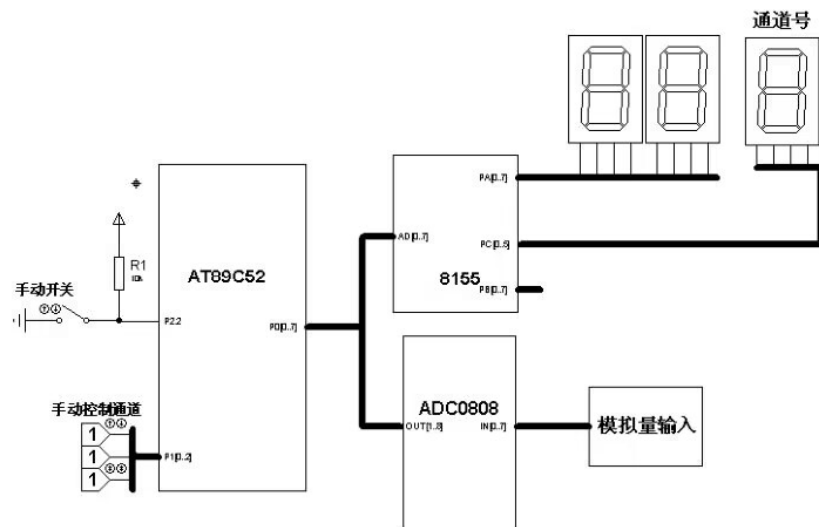 通道号
PA[0..7]
AD[0..7]
PC[0..5]
8155
PB[0..7]
R1
10k
AT89C52
手动开关
P2.2
P0[0..7]
手动控制通道
1
1
1
P1[0..2]
ADC0808
OUT[1..8]
IN[0..7]
模拟量输入